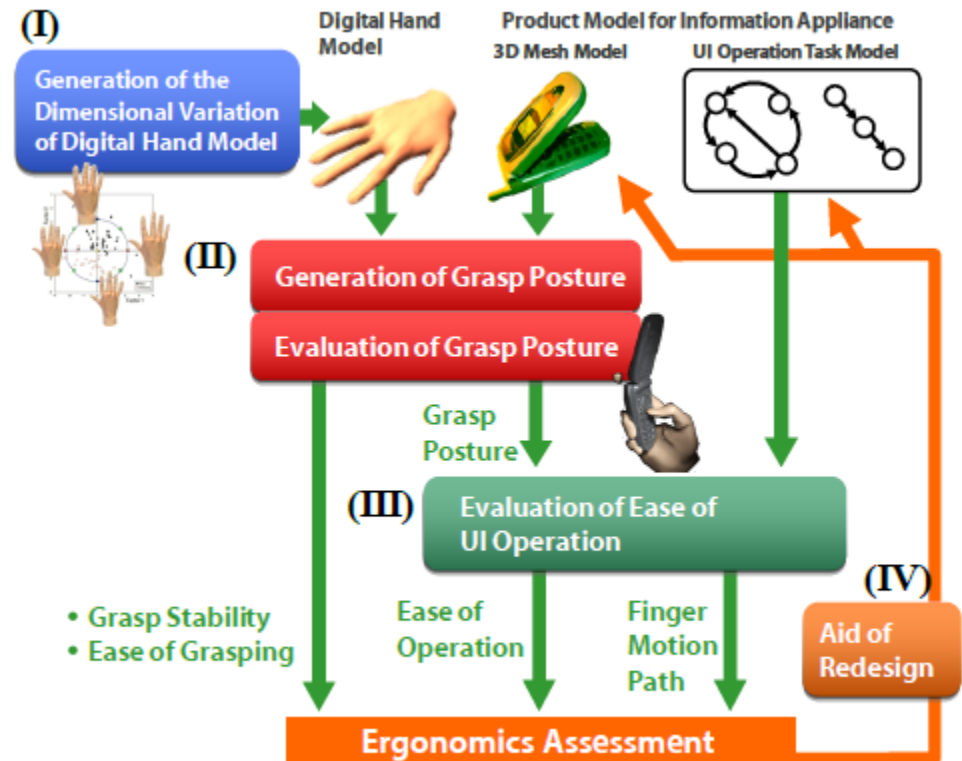 (I)
Digital Hand
Model
Product Model for Information Appliance
3D Mesh Model
UI Operation Task Model
Generation of the
Dimensional Variation
of Digital Hand Model
(II)
Generation of Grasp Posture
Evaluation of Grasp Posture
Grasp
Posture
(III)
Evaluation of Ease of
UI Operation
(IV)
• Grasp Stability
• Ease of Grasping
Ease of
Operation
Finger
Motion
Path
Aid of
Redesign
Ergonomics Assessment